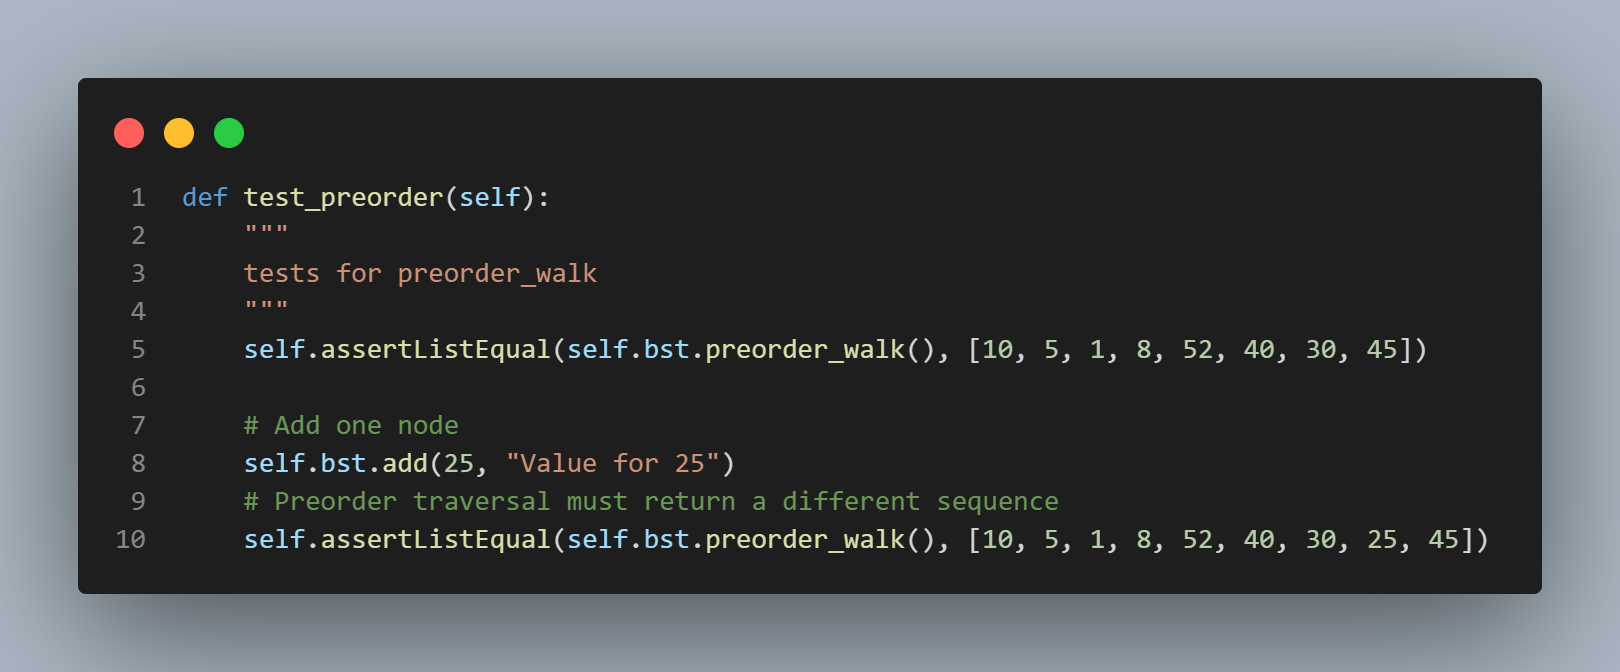 1 def test_preorder(self):
2     """
3     tests for preorder_walk
4     """
5     self.assertListEqual(self.bst.preorder_walk(), [10, 5, 1, 8, 52, 40, 30, 45])
6
7     # Add one node
8     self.bst.add(25, "Value for 25")
9     # Preorder traversal must return a different sequence
10     self.assertListEqual(self.bst.preorder_walk(), [10, 5, 1, 8, 52, 40, 30, 25, 45])